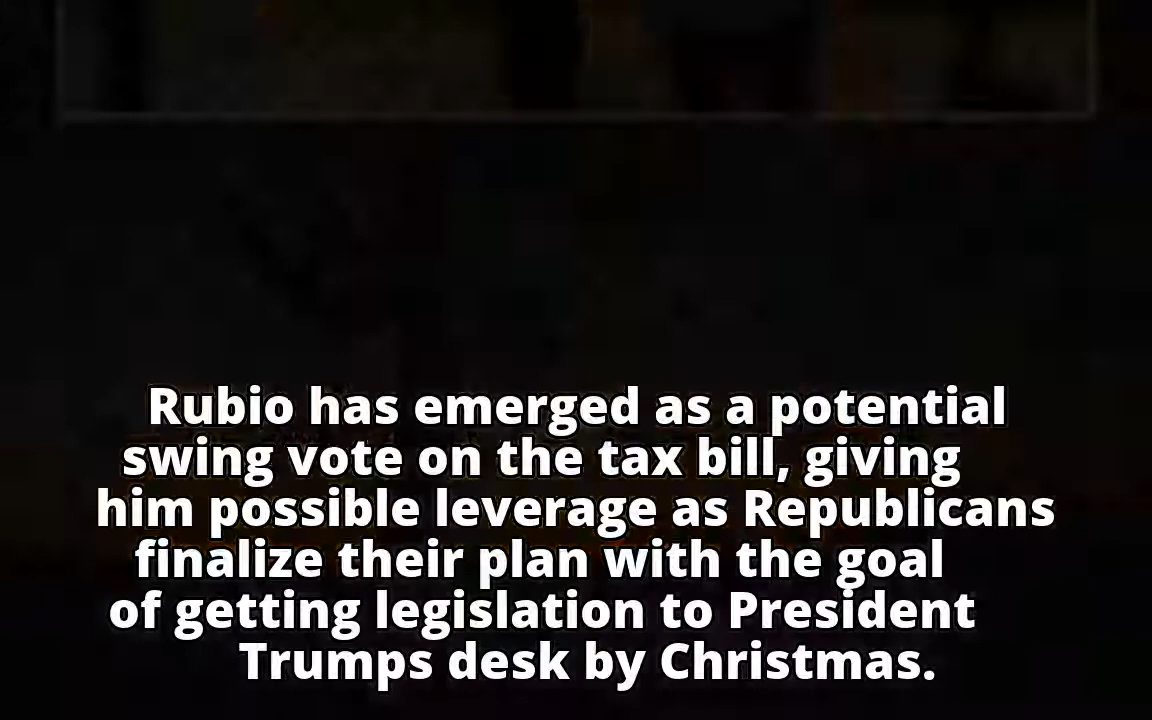 Rubio has emerged as a potential
swing vote on the tax bill, giving
him possible leverage as Republicans
finalize their plan with the goal
of getting legislation to President
Trumps desk by Christmas.